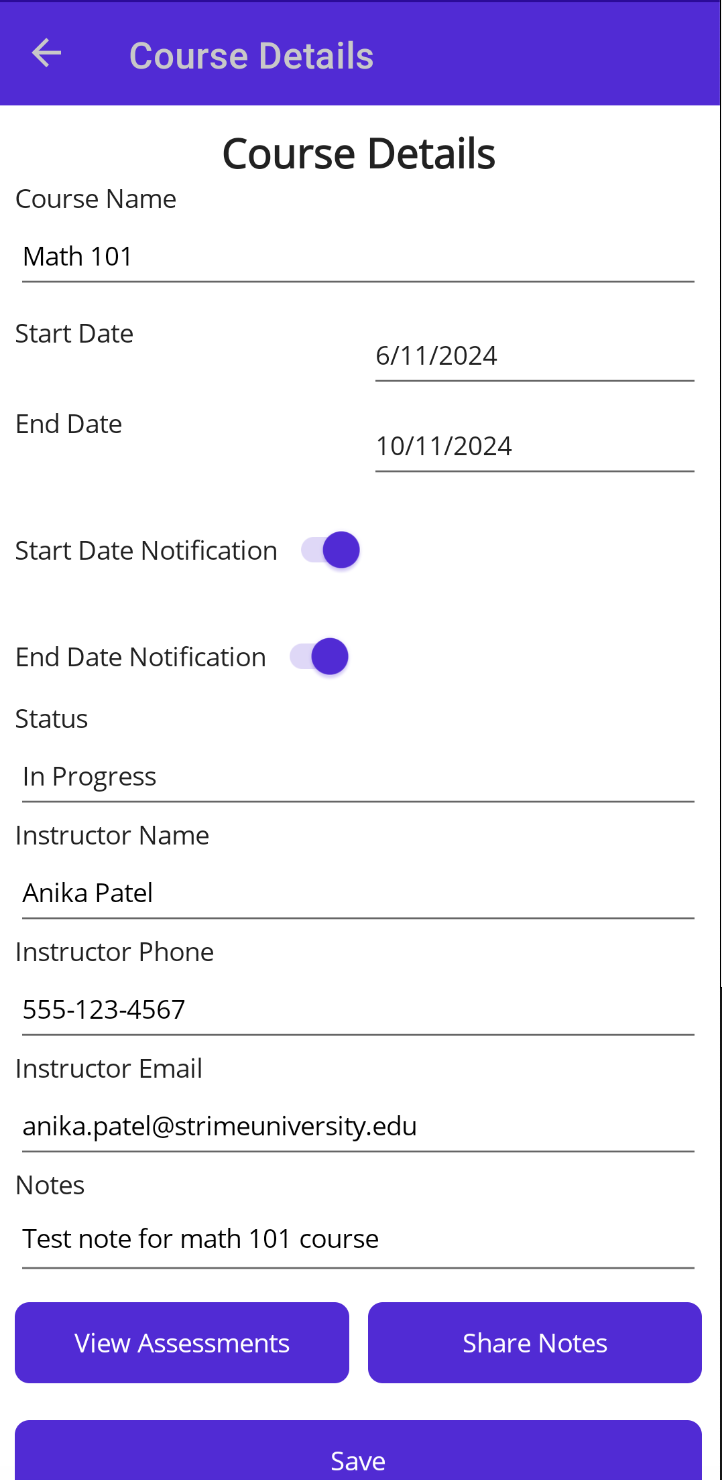 Course Details
Course Details
Course Name
Math 101
Start Date
6/11/2024
End Date
10/11/2024
Start Date Notification
End Date Notification
Status
In Progress
Instructor Name
Anika Patel
Instructor Phone
555-123-4567
Instructor Email
anika.patel@strimeuniversity.edu
Notes
Test note for math 101 course
View Assessments Share Notes
Save